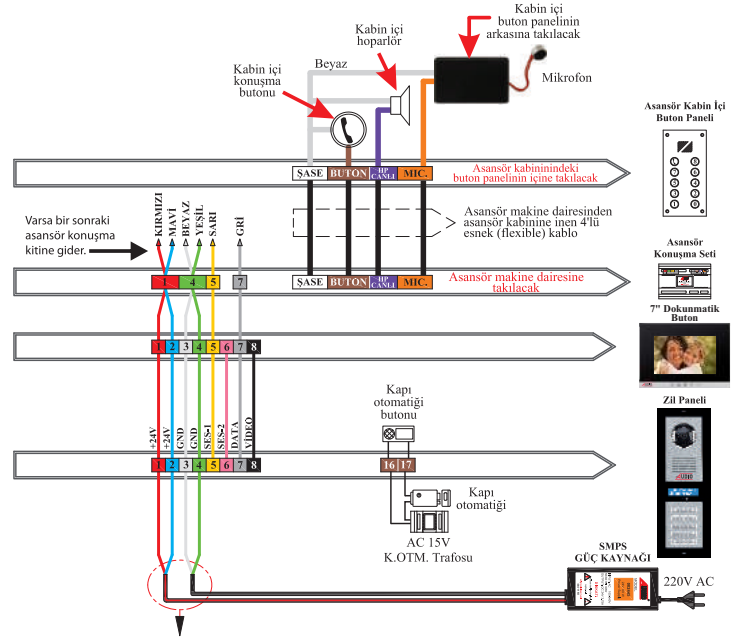 Kabin içi
buton panelinin
arkasına takılacak
Kabin içi
hoparlör
Beyaz
Kabin içi
konuşma
butonu
Mikrofon
Asansör Kabin İçi
Buton Paneli
ŞASE BUTON HP CANLI MIC.
Asansör kabininindeki
buton panelinin içine takılacak
KIRMIZI
MAVİ
BEYAZ
YEŞİL
SARI
GRİ
Varsa bir sonraki
asansör konuşma
kitine gider.
Asansör makine dairesinden
asansör kabinine inen 4'lü
esnek (flexible) kablo
Asansör
Konuşma Seti
1 4 5 7
ŞASE BUTON HP CANLI MIC.
Asansör makine dairesine
takılacak
7" Dokunmatik
Buton
1 2 3 4 5 6 7 8
Zil Paneli
Kapı
otomatiği
butonu
+24V
+24V
GND
GND
SES-1
SES-2
DATA
VİDEO
1 2 3 4 5 6 7 8
16 17
Kapı
otomatiği
AC 15V
K.OTM. Trafosu
SMPS
GÜÇ KAYNAĞI
220V AC